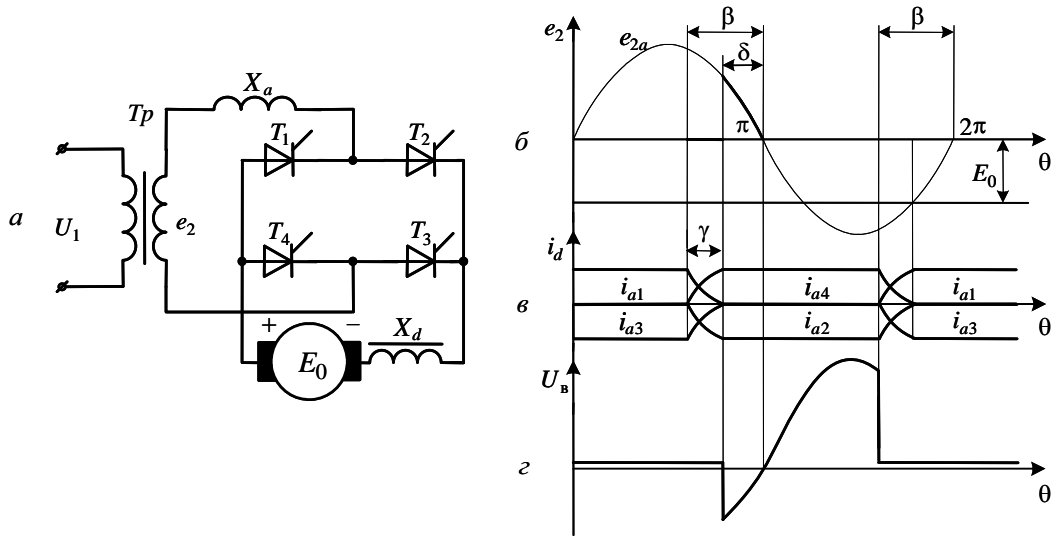 Xa
Тр
T1
T2
а
U1
e2
T4
T3
+
−
E0
Xd
e2
e2a
β
β
δ
б
π
2π
θ
E0
id
γ
в
ia1
ia4
ia1
ia3
ia2
ia3
θ
Uв
г
θ